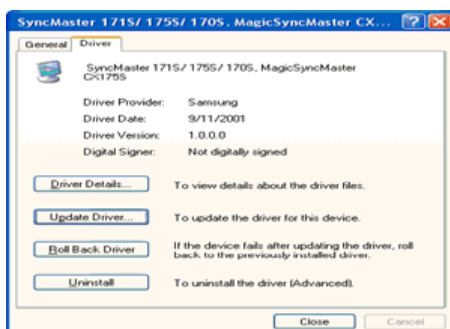 SyncMaster 171S/ 175S/ 170S, MagicSyncMaster CX...
General Driver
SyncMaster 171S/ 175S/ 170S, MagicSyncMaster
CX175S
Driver Provider: Samsung
Driver Date: 9/11/2001
Driver Version: 1.0.0.0
Digital Signer: Not digitally signed
Driver Details... To view details about the driver files.
Update Driver... To update the driver for this device.
Roll Back Driver If the device fails after updating the driver, roll
back to the previously installed driver.
Uninstall To uninstall the driver (Advanced).
Close Cancel